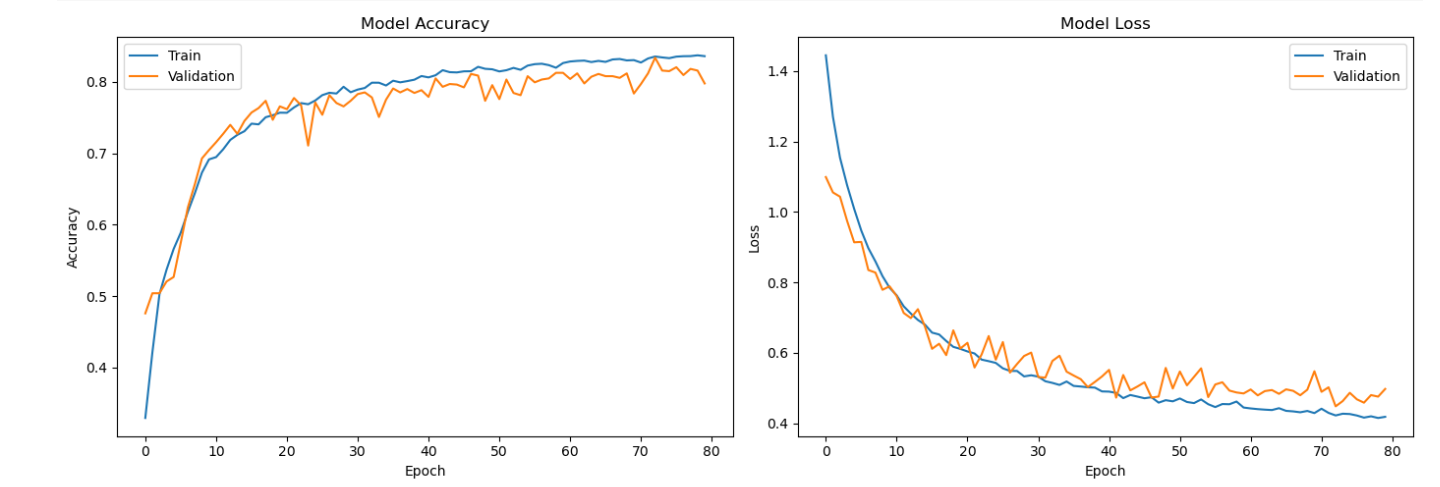 Model Accuracy
Train
Validation
Accuracy
0.8
0.7
0.6
0.5
0.4
0 10 20 30 40 50 60 70 80
Epoch
Model Loss
Train
Validation
Loss
1.4
1.2
1.0
0.8
0.6
0.4
0 10 20 30 40 50 60 70 80
Epoch